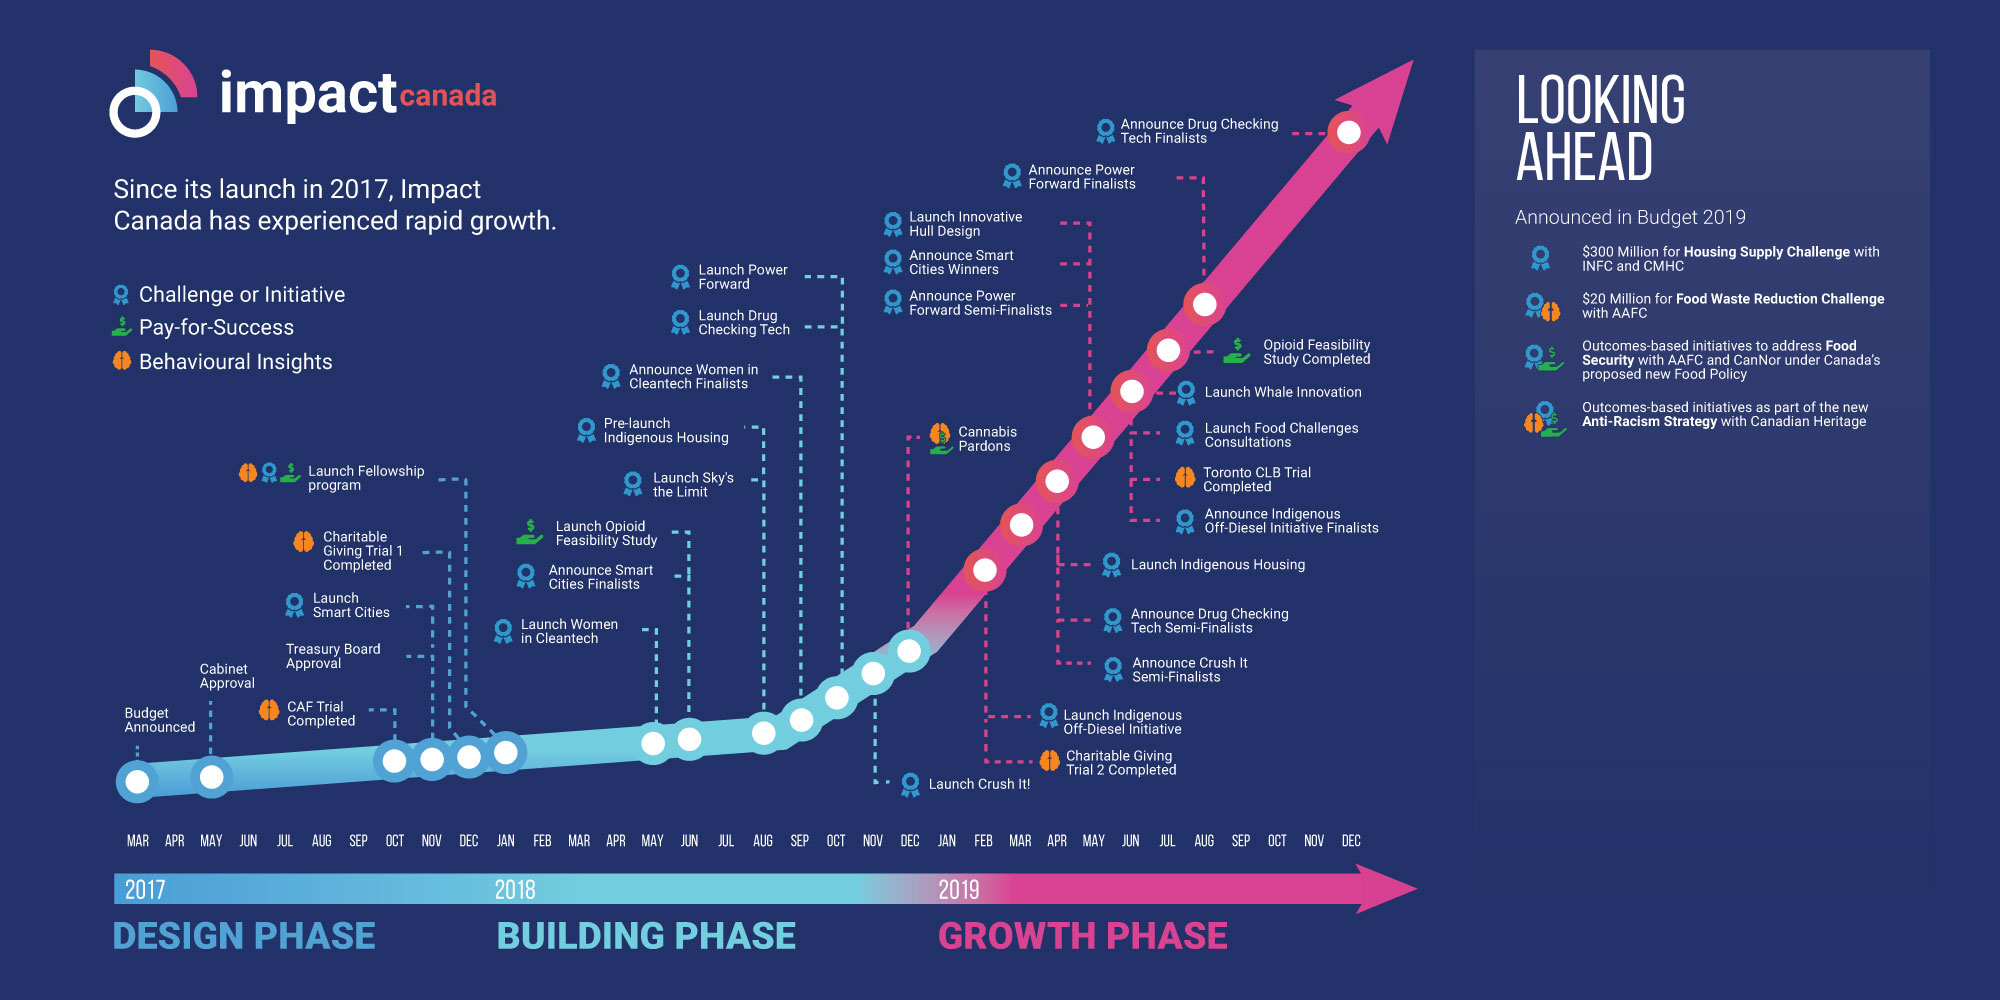 impact canada
Since its launch in 2017, Impact
Canada has experienced rapid growth.
Challenge or Initiative
Pay-for-Success
Behavioural Insights
Budget
Announced
Cabinet
Approval
CAF Trial
Completed
Treasury Board
Approval
Launch
Smart Cities
Charitable
Giving Trial 1
Completed
Launch Fellowship
program
Launch Women
in Cleantech
Announce Smart
Cities Finalists
Launch Opioid
Feasibility Study
Launch Sky's
the Limit
Pre-launch
Indigenous Housing
Announce Women in
Cleantech Finalists
Launch Drug
Checking Tech
Launch Power
Forward
Launch Crush It!
Cannabis
Pardons
Launch Indigenous
Off-Diesel Initiative
Charitable Giving
Trial 2 Completed
Launch Indigenous Housing
Announce Drug Checking
Tech Semi-Finalists
Announce Crush It
Semi-Finalists
Launch Innovative
Hull Design
Announce Smart
Cities Winners
Announce Power
Forward Semi-Finalists
Launch Whale Innovation
Launch Food Challenges
Consultations
Toronto CLB Trial
Completed
Announce Indigenous
Off-Diesel Initiative Finalists
Opioid Feasibility
Study Completed
Announce Power
Forward Finalists
Announce Drug Checking
Tech Finalists
MAR APR MAY JUN JUL AUG SEP OCT NOV DEC JAN FEB MAR APR MAY JUN JUL AUG SEP OCT NOV DEC JAN FEB MAR APR MAY JUN JUL AUG SEP OCT NOV DEC
2017 2018 2019
DESIGN PHASE BUILDING PHASE GROWTH PHASE
LOOKING
AHEAD
Announced in Budget 2019
$300 Million for Housing Supply Challenge with
INFC and CMHC
$20 Million for Food Waste Reduction Challenge
with AAFC
Outcomes-based initiatives to address Food
Security with AAFC and CanNor under Canada's
proposed new Food Policy
Outcomes-based initiatives as part of the new
Anti-Racism Strategy with Canadian Heritage